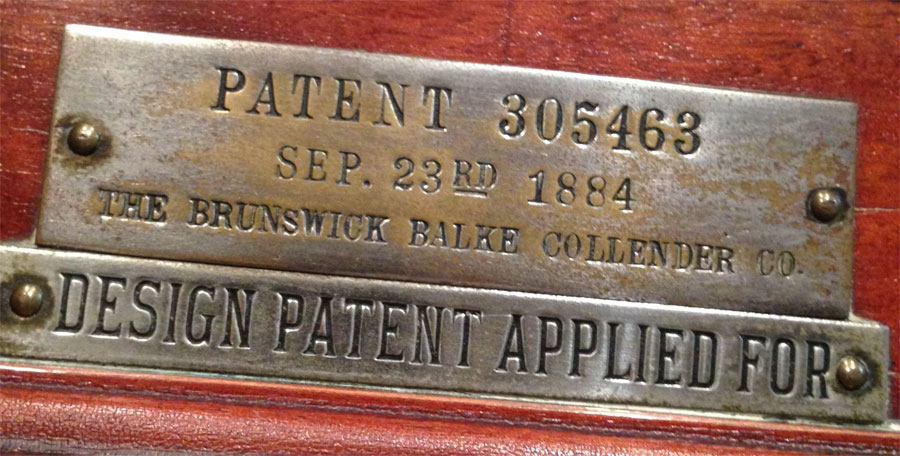 PATENT 305463
SEP. 23RD 1884
THE BRUNSWICK BALKE COLLENDER CO.
DESIGN PATENT APPLIED FOR